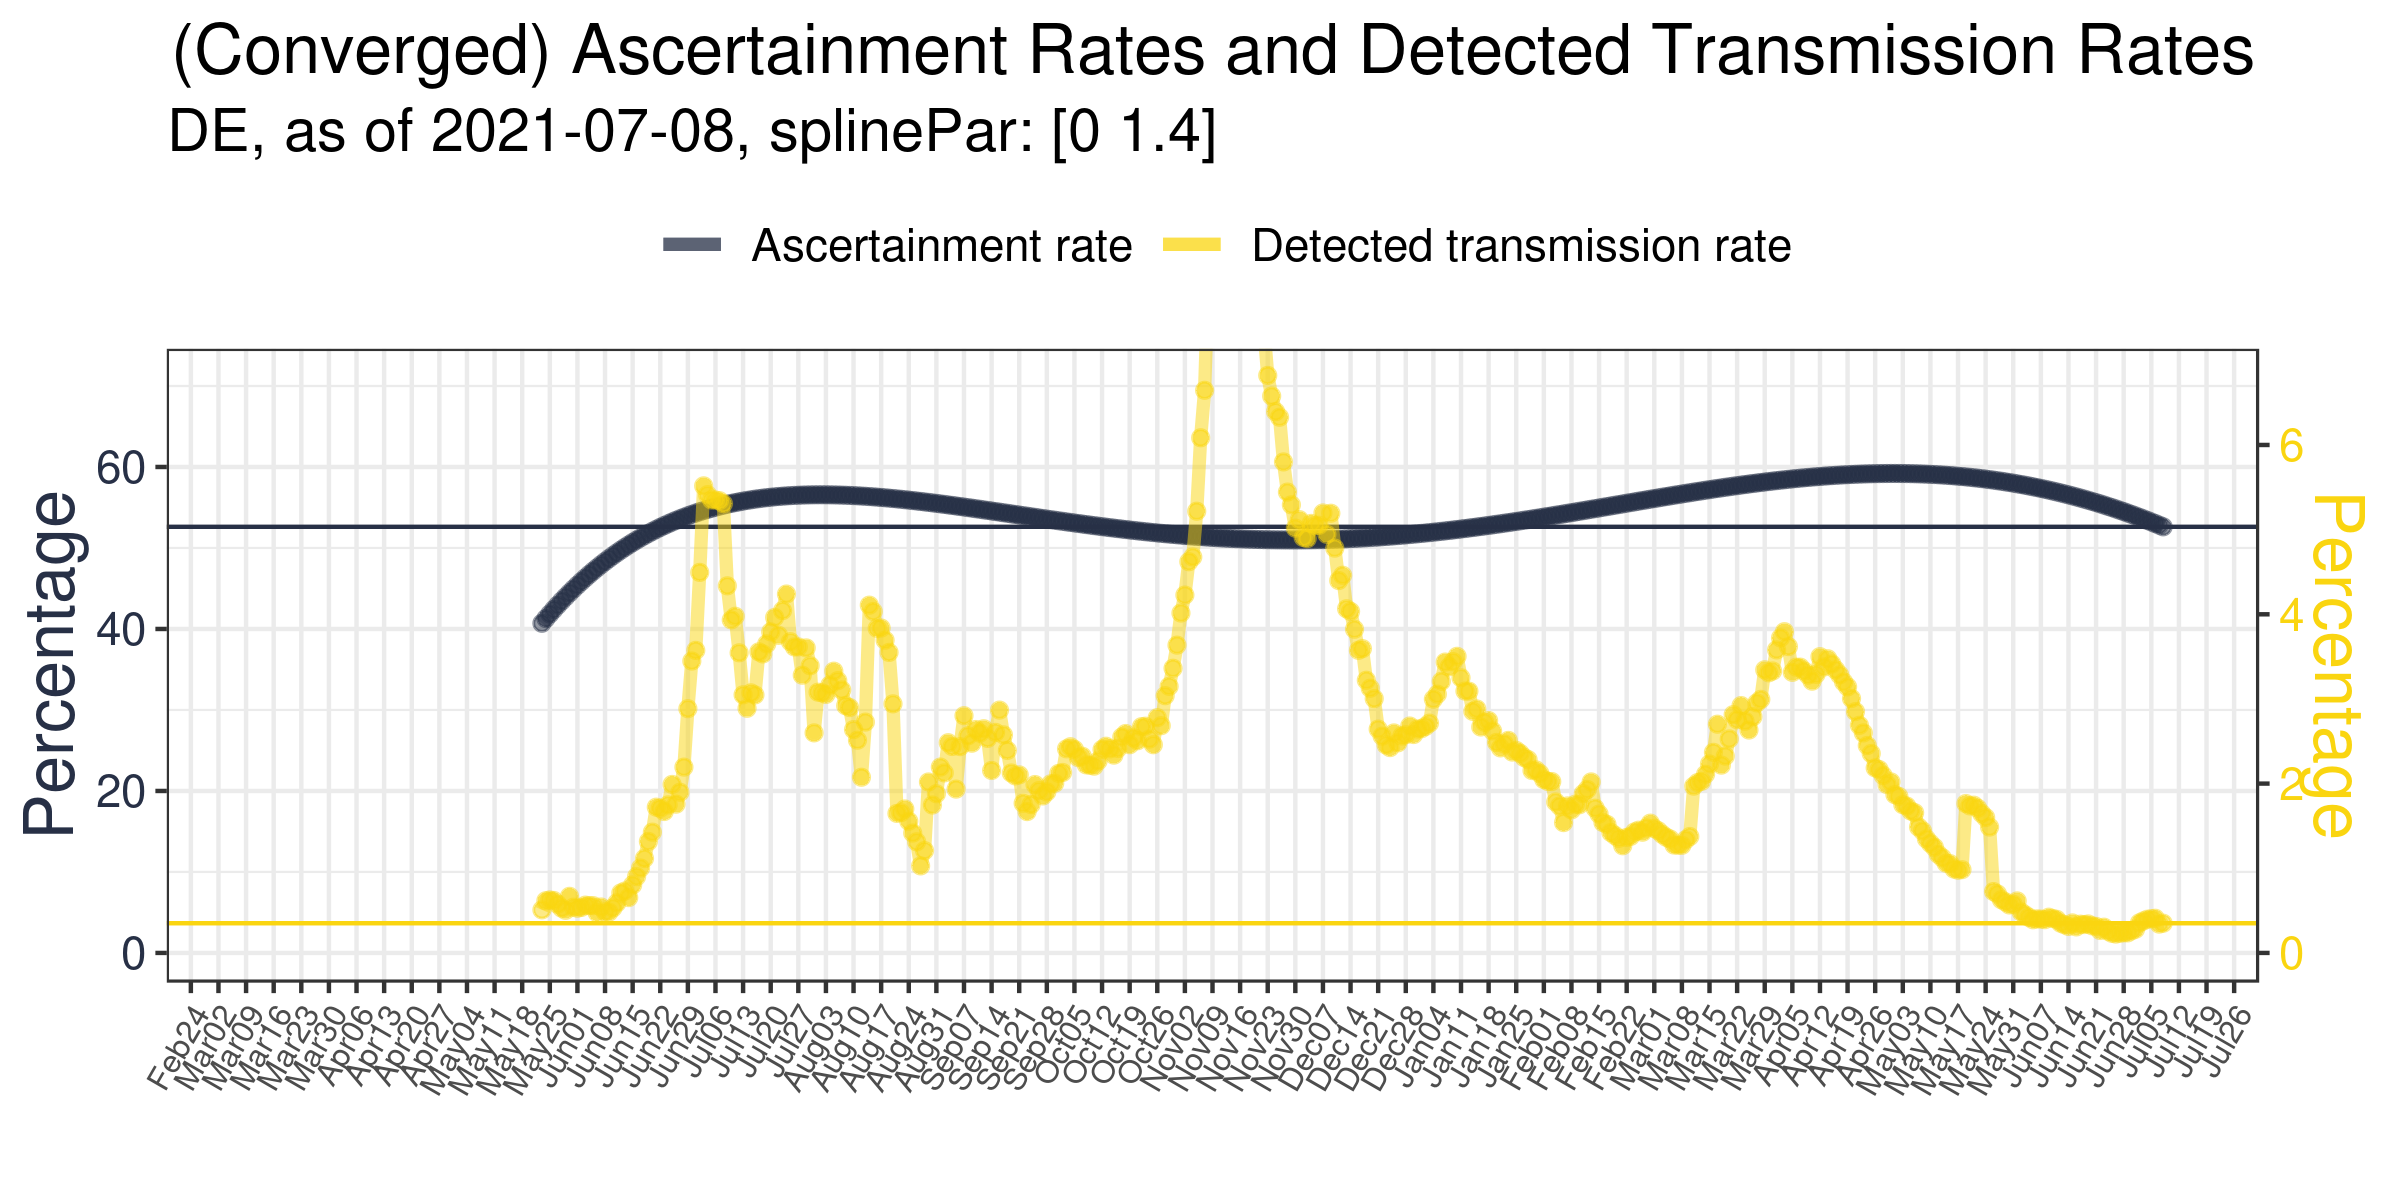 (Converged) Ascertainment Rates and Detected Transmission Rates
DE, as of 2021-07-08, splinePar: [0 1.4]
Ascertainment rate
Detected transmission rate
Percentage
60
40
20
0
6
4
2
0
Percentage
Feb24
Mar02
Mar09
Mar16
Mar23
Mar30
Apr06
Apr13
Apr20
Apr27
May04
May11
May18
May25
Jun01
Jun08
Jun15
Jun22
Jun29
Jul06
Jul13
Jul20
Jul27
Aug03
Aug10
Aug17
Aug24
Aug31
Sep07
Sep14
Sep21
Sep28
Oct05
Oct12
Oct19
Oct26
Nov02
Nov09
Nov16
Nov23
Nov30
Dec07
Dec14
Dec21
Dec28
Jan04
Jan11
Jan18
Jan25
Feb01
Feb08
Feb15
Feb22
Mar01
Mar08
Mar15
Mar22
Mar29
Apr05
Apr12
Apr19
Apr26
May03
May10
May17
May24
May31
Jun07
Jun14
Jun21
Jun28
Jul05
Jul12
Jul19
Jul26